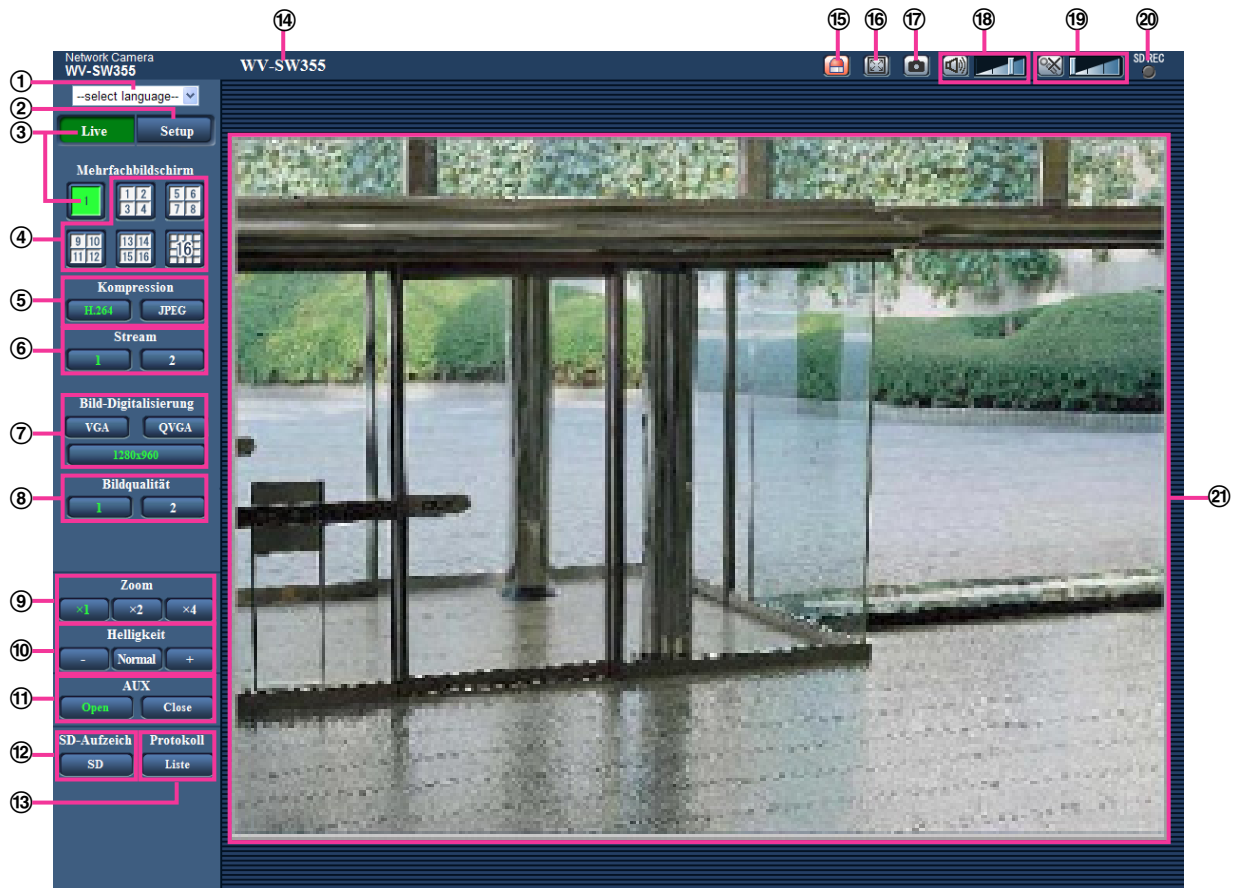 ⑭ ⑮ ⑯ ⑰ ⑱ ⑲ ⑳
Network Camera
WV-SW355
WV-SW355
SD REC
① --select language--
②
③ Live Setup
Mehrfachbildschirm
1 1 2 3 4 5 6 7 8
④ 9 10 11 12 13 14 15 16 16
⑤ Kompression
H.264 JPEG
⑥ Stream
1 2
⑦ Bild-Digitalisierung
VGA QVGA
1280x960
⑧ Bildqualität
1 2
㉑
⑨ Zoom
×1 ×2 ×4
⑩ Helligkeit
- Normal +
⑪ AUX
Open Close
⑫ SD-Aufzeich Protokoll
SD Liste
⑬